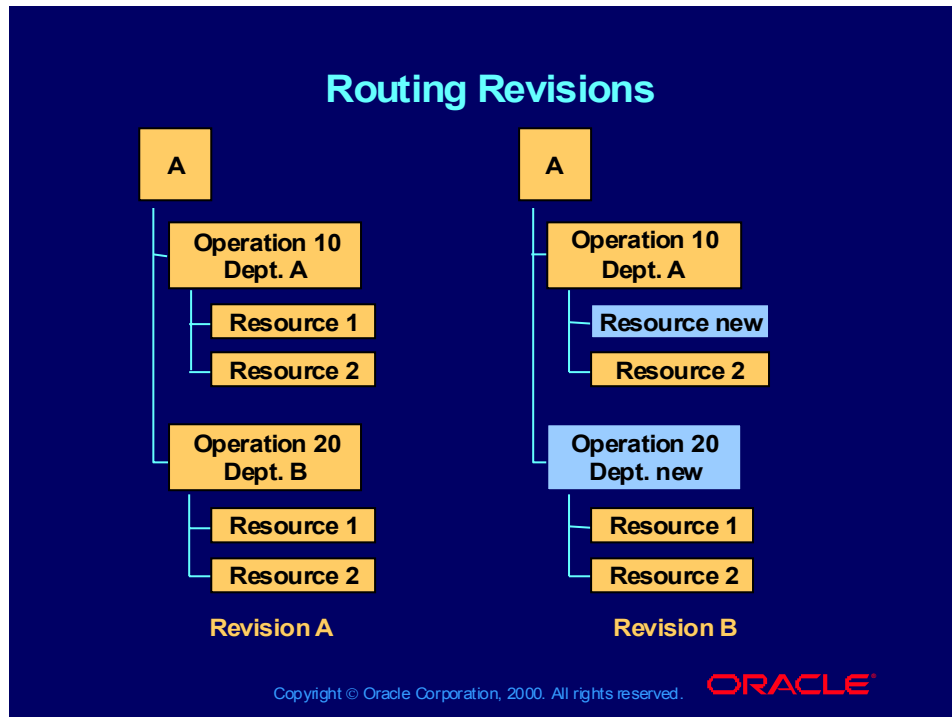 Routing Revisions
A
Operation 10
Dept. A
Resource 1
Resource 2
Operation 20
Dept. B
Resource 1
Resource 2
Revision A
A
Operation 10
Dept. A
Resource new
Resource 2
Operation 20
Dept. new
Resource 1
Resource 2
Revision B
Copyright © Oracle Corporation, 2000. All rights reserved.
ORACLE®